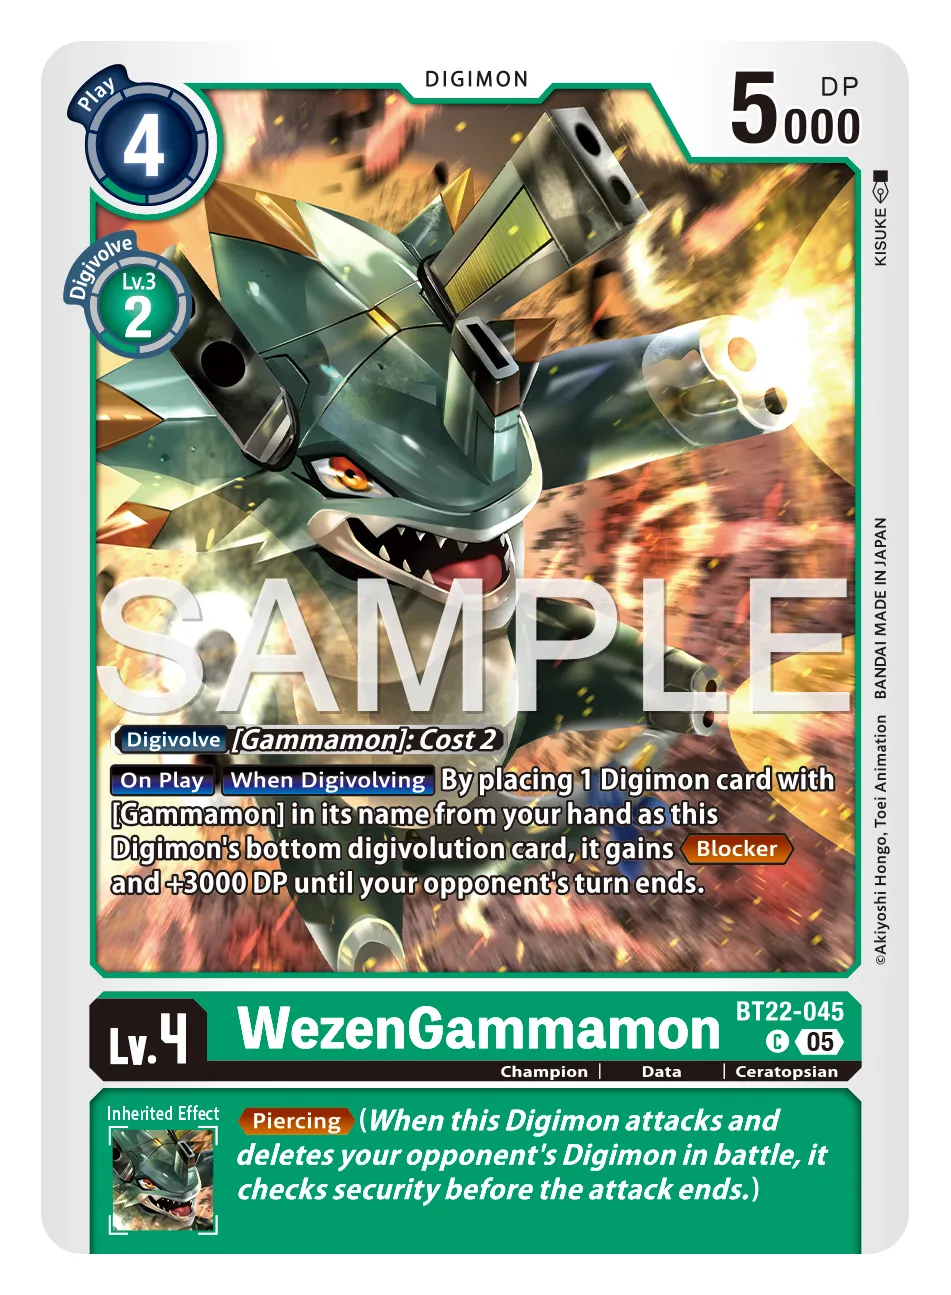 DIGIMON
Play
4
DP
5000
Digivolve
Lv.3
2
KISUKE
SAMPLE
BANDAI MADE IN JAPAN
©Akiyoshi Hongo, Toei Animation
Digivolve [Gammamon]: Cost 2
On Play When Digivolving By placing 1 Digimon card with
[Gammamon] in its name from your hand as this
Digimon's bottom digivolution card, it gains Blocker
and +3000 DP until your opponent's turn ends.
Lv.4
WezenGammamon
BT22-045
C 05
Champion | Data | Ceratopsian
Inherited Effect
Piercing (When this Digimon attacks and
deletes your opponent's Digimon in battle, it
checks security before the attack ends.)